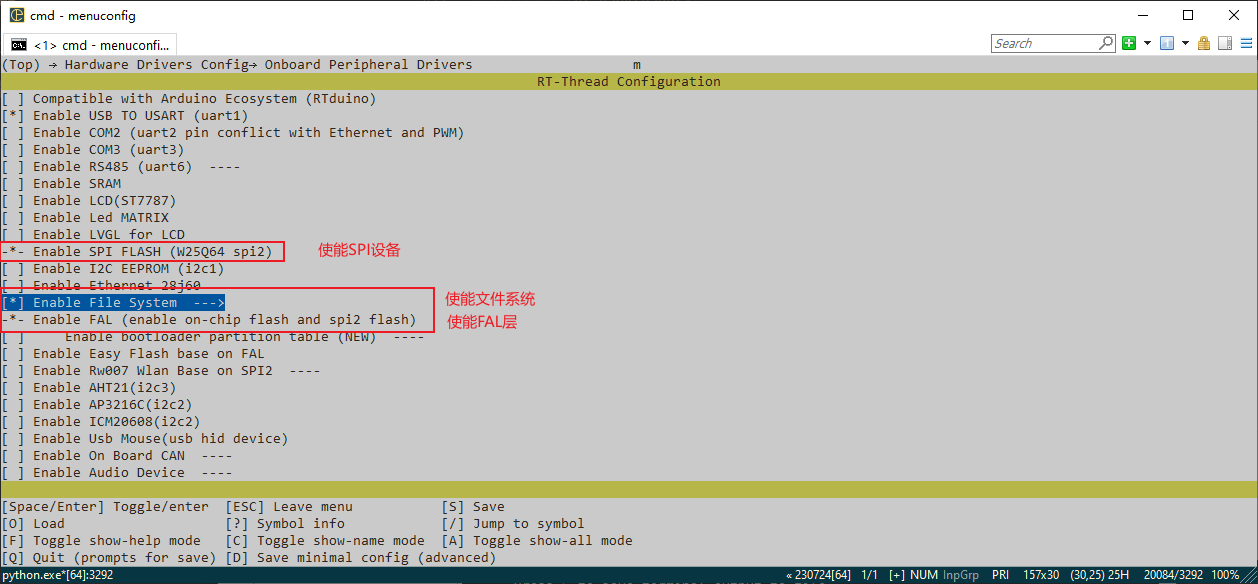 cmd - menuconfig
<1> cmd - menuconfi...
Search
(Top) → Hardware Drivers Config→ Onboard Peripheral Drivers m
RT-Thread Configuration
[ ] Compatible with Arduino Ecosystem (RTduino)
[*] Enable USB TO USART (uart1)
[ ] Enable COM2 (uart2 pin conflict with Ethernet and PWM)
[ ] Enable COM3 (uart3)
[ ] Enable RS485 (uart6)  ----
[ ] Enable SRAM
[ ] Enable LCD(ST7787)
[ ] Enable Led MATRIX
[ ] Enable LVGL for LCD
-*- Enable SPI FLASH (W25Q64 spi2) 使能SPI设备
[ ] Enable I2C EEPROM (i2c1)
[ ] Enable Ethernet 28j60
[*] Enable File System  ---> 使能文件系统
-*- Enable FAL (enable on-chip flash and spi2 flash) 使能FAL层
[ ]     Enable bootloader partition table (NEW)  ----
[ ] Enable Easy Flash base on FAL
[ ] Enable Rw007 Wlan Base on SPI2  ----
[ ] Enable AHT21(i2c3)
[ ] Enable AP3216C(i2c2)
[ ] Enable ICM20608(i2c2)
[ ] Enable Usb Mouse(usb hid device)
[ ] Enable On Board CAN  ----
[ ] Enable Audio Device  ----
[Space/Enter] Toggle/enter  [ESC] Leave menu  [S] Save
[O] Load  [?] Symbol info  [/] Jump to symbol
[F] Toggle show-help mode  [C] Toggle show-name mode  [A] Toggle show-all mode
[Q] Quit (prompts for save) [D] Save minimal config (advanced)
python.exe*[64]:3292 « 230724[64] 1/1 [+] NUM InpGrp PRI 157x30 (30,25) 25H 20084/3292 100%